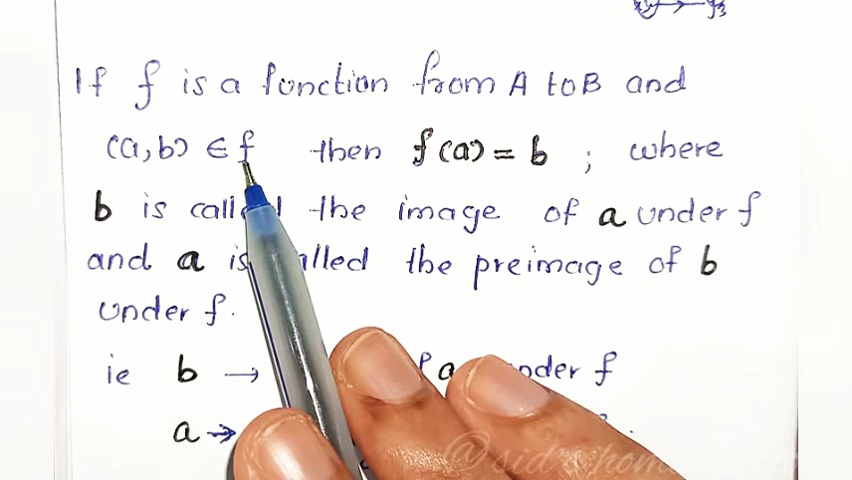 If f is a function from A to B and
(a,b) ∈ f then f(a) = b ; where
b is called the image of a under f
and a is called the preimage of b
under f.
ie b → a under f
a →